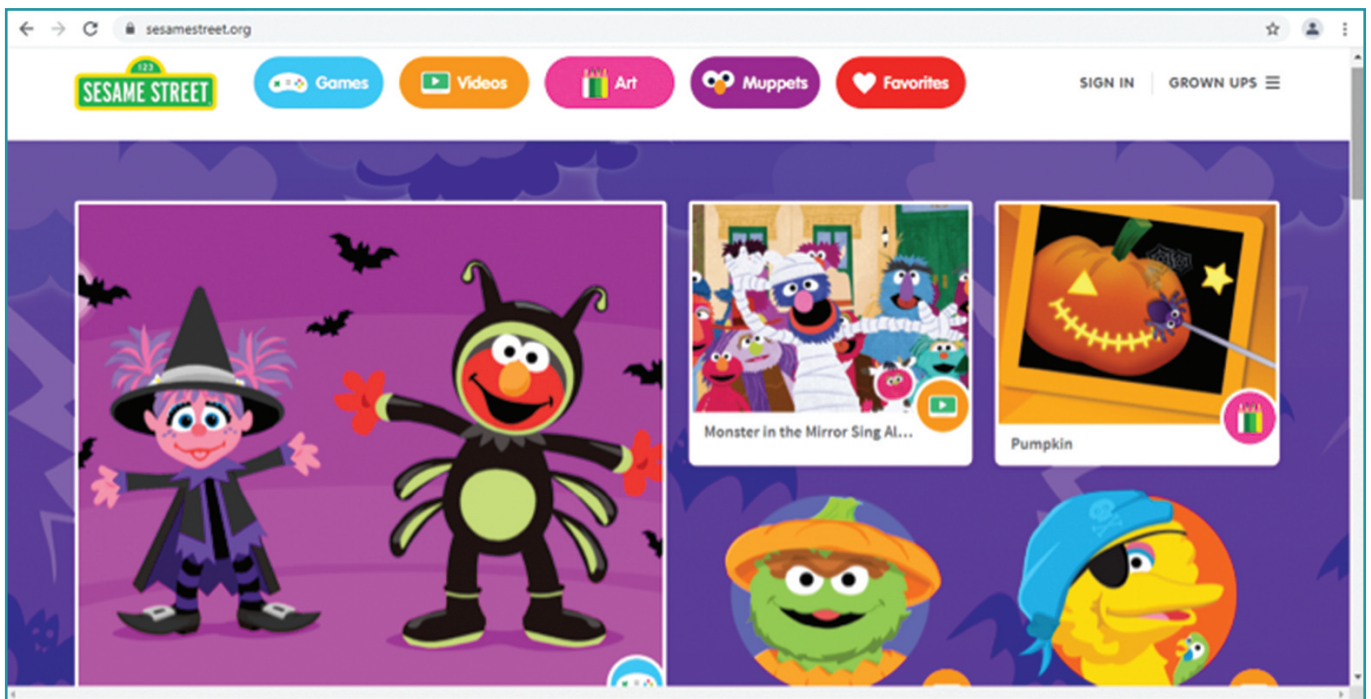 sesamestreet.org
123
SESAME STREET
Games
Videos
Art
Muppets
Favorites
SIGN IN
GROWN UPS
Monster in the Mirror Sing Al...
Pumpkin